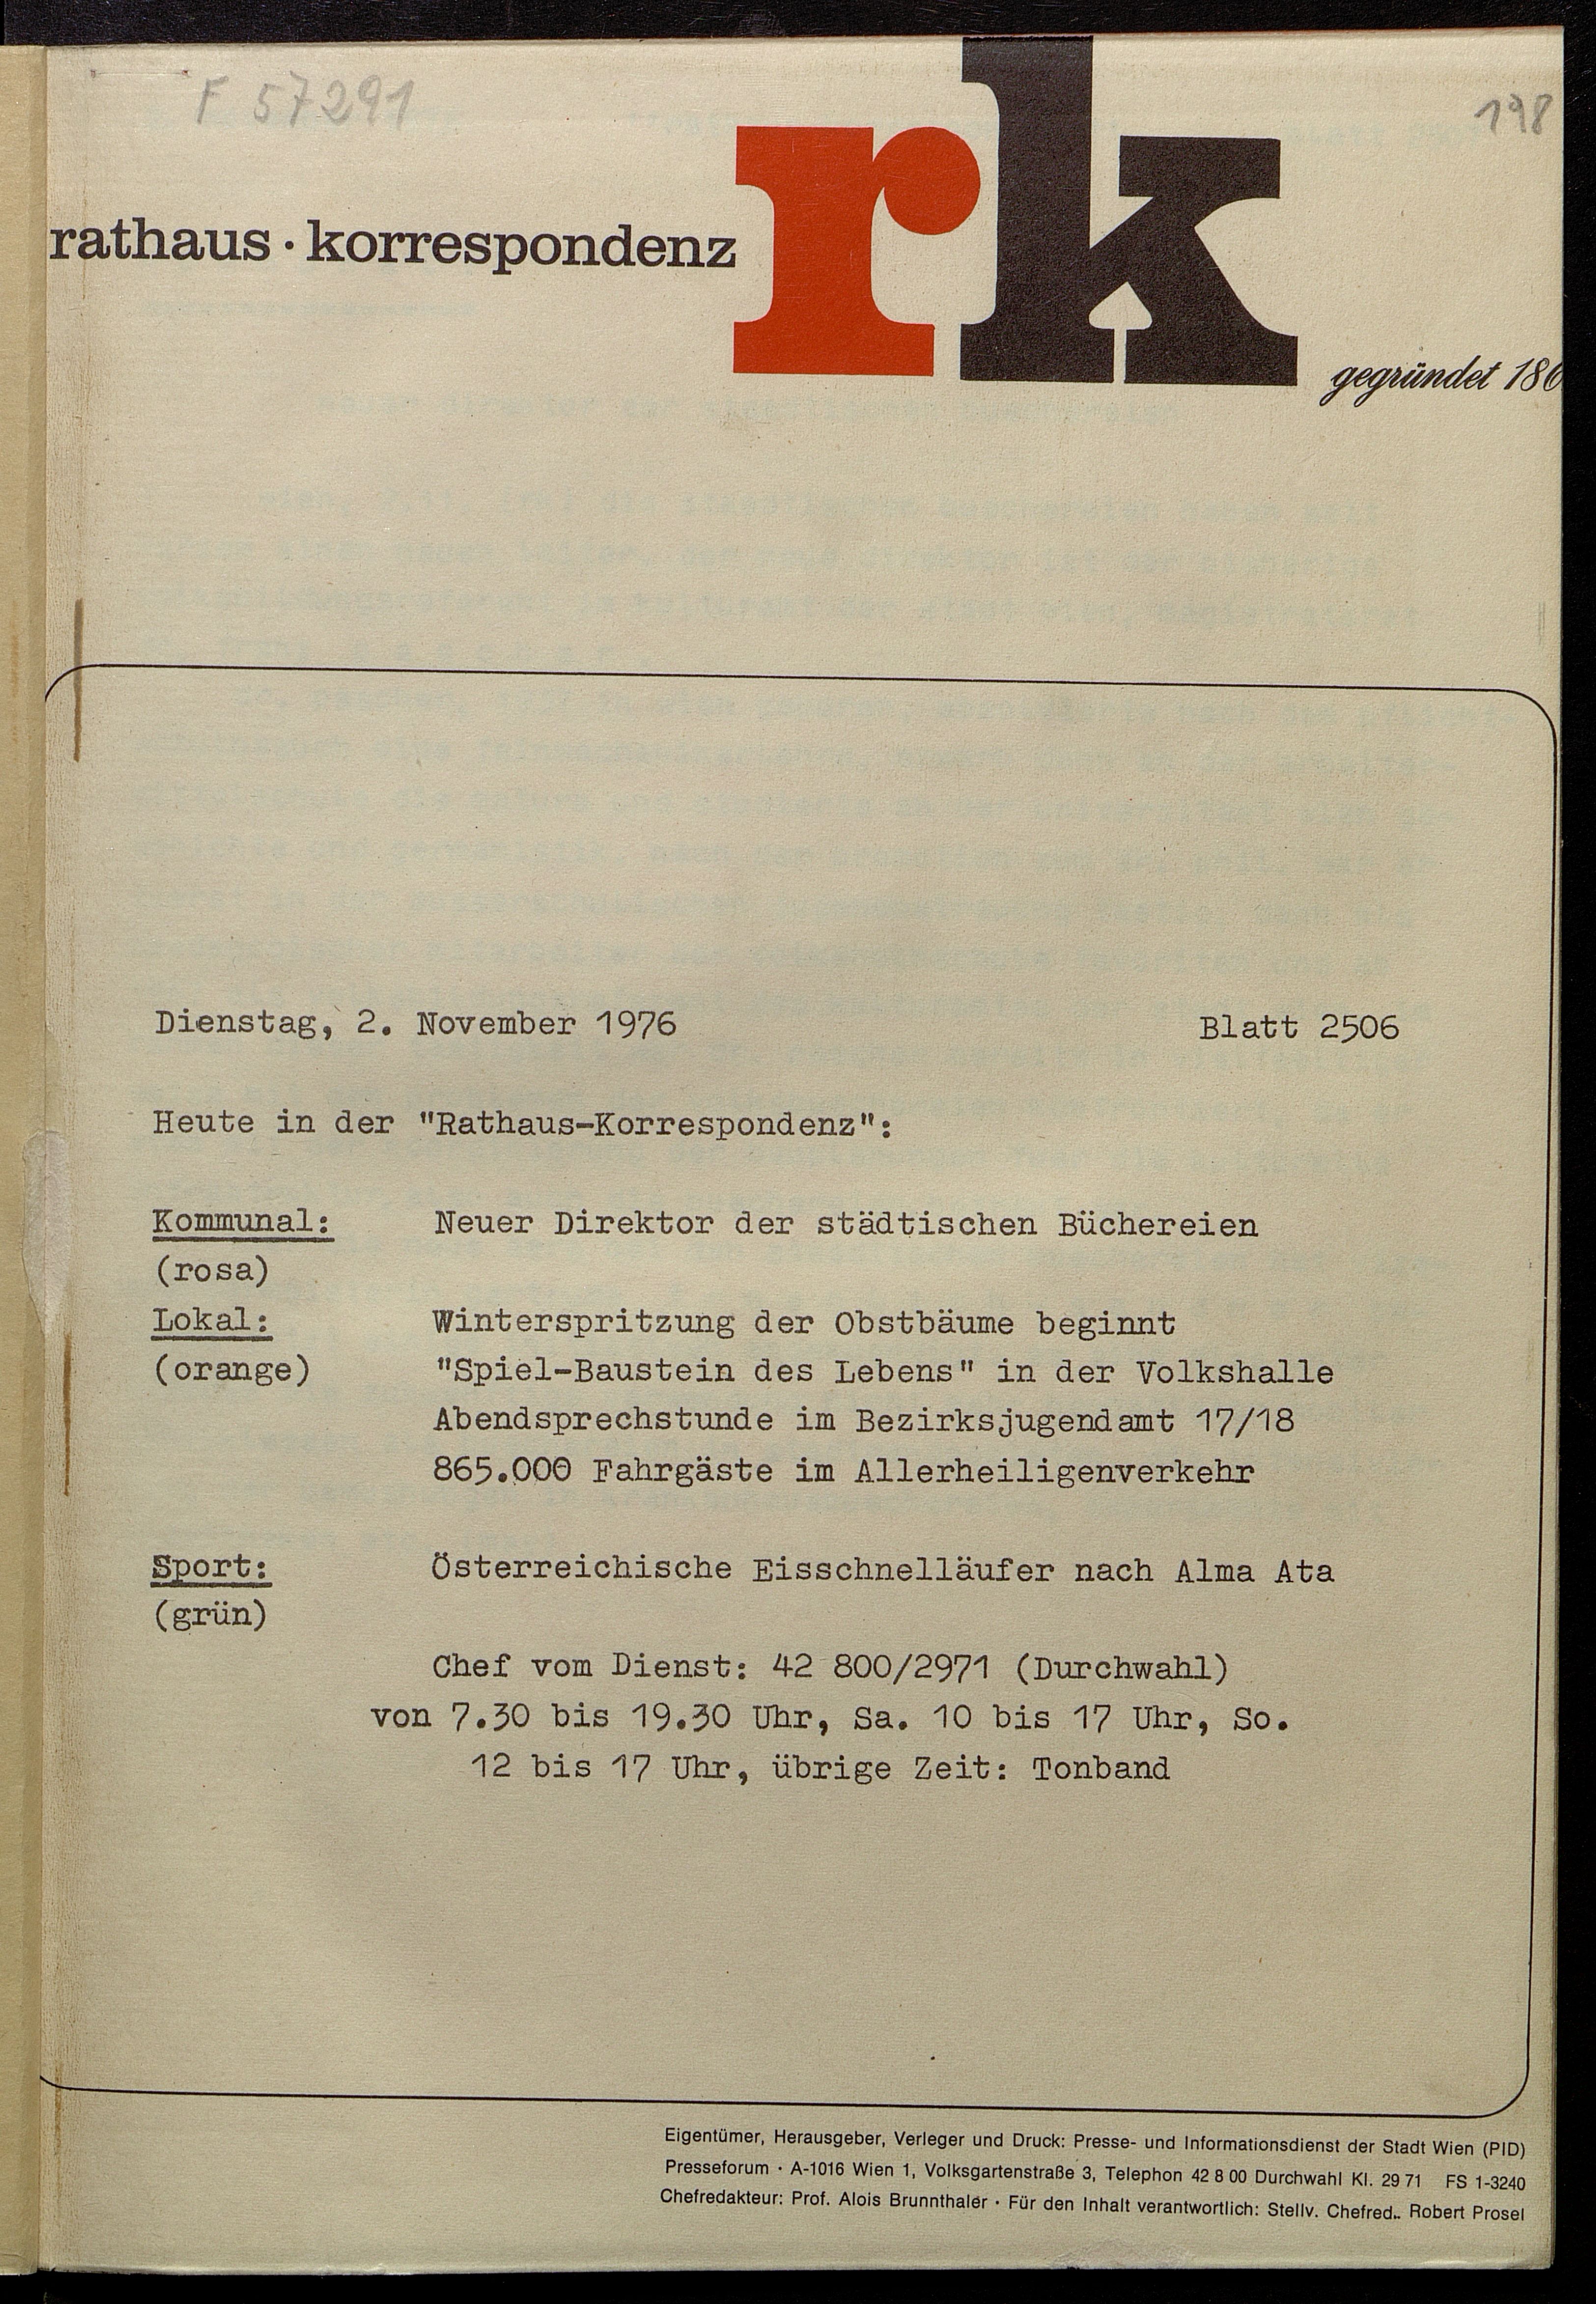 F 57291
198
rk
rathaus · korrespondenz
gegründet 186
Dienstag, 2. November 1976 Blatt 2506
Heute in der "Rathaus-Korrespondenz":
Kommunal: Neuer Direktor der städtischen Büchereien
(rosa)
Lokal: Winterspritzung der Obstbäume beginnt
(orange) "Spiel-Baustein des Lebens" in der Volkshalle
Abendsprechstunde im Bezirksjugendamt 17/18
865.000 Fahrgäste im Allerheiligenverkehr
Sport: Österreichische Eisschnelläufer nach Alma Ata
(grün)
Chef vom Dienst: 42 800/2971 (Durchwahl)
von 7.30 bis 19.30 Uhr, Sa. 10 bis 17 Uhr, So.
12 bis 17 Uhr, übrige Zeit: Tonband
Eigentümer, Herausgeber, Verleger und Druck: Presse- und Informationsdienst der Stadt Wien (PID)
Presseforum · A-1016 Wien 1, Volksgartenstraße 3, Telephon 42 8 00 Durchwahl Kl. 29 71 FS 1-3240
Chefredakteur: Prof. Alois Brunnthaler · Für den Inhalt verantwortlich: Stellv. Chefred.. Robert Prosel